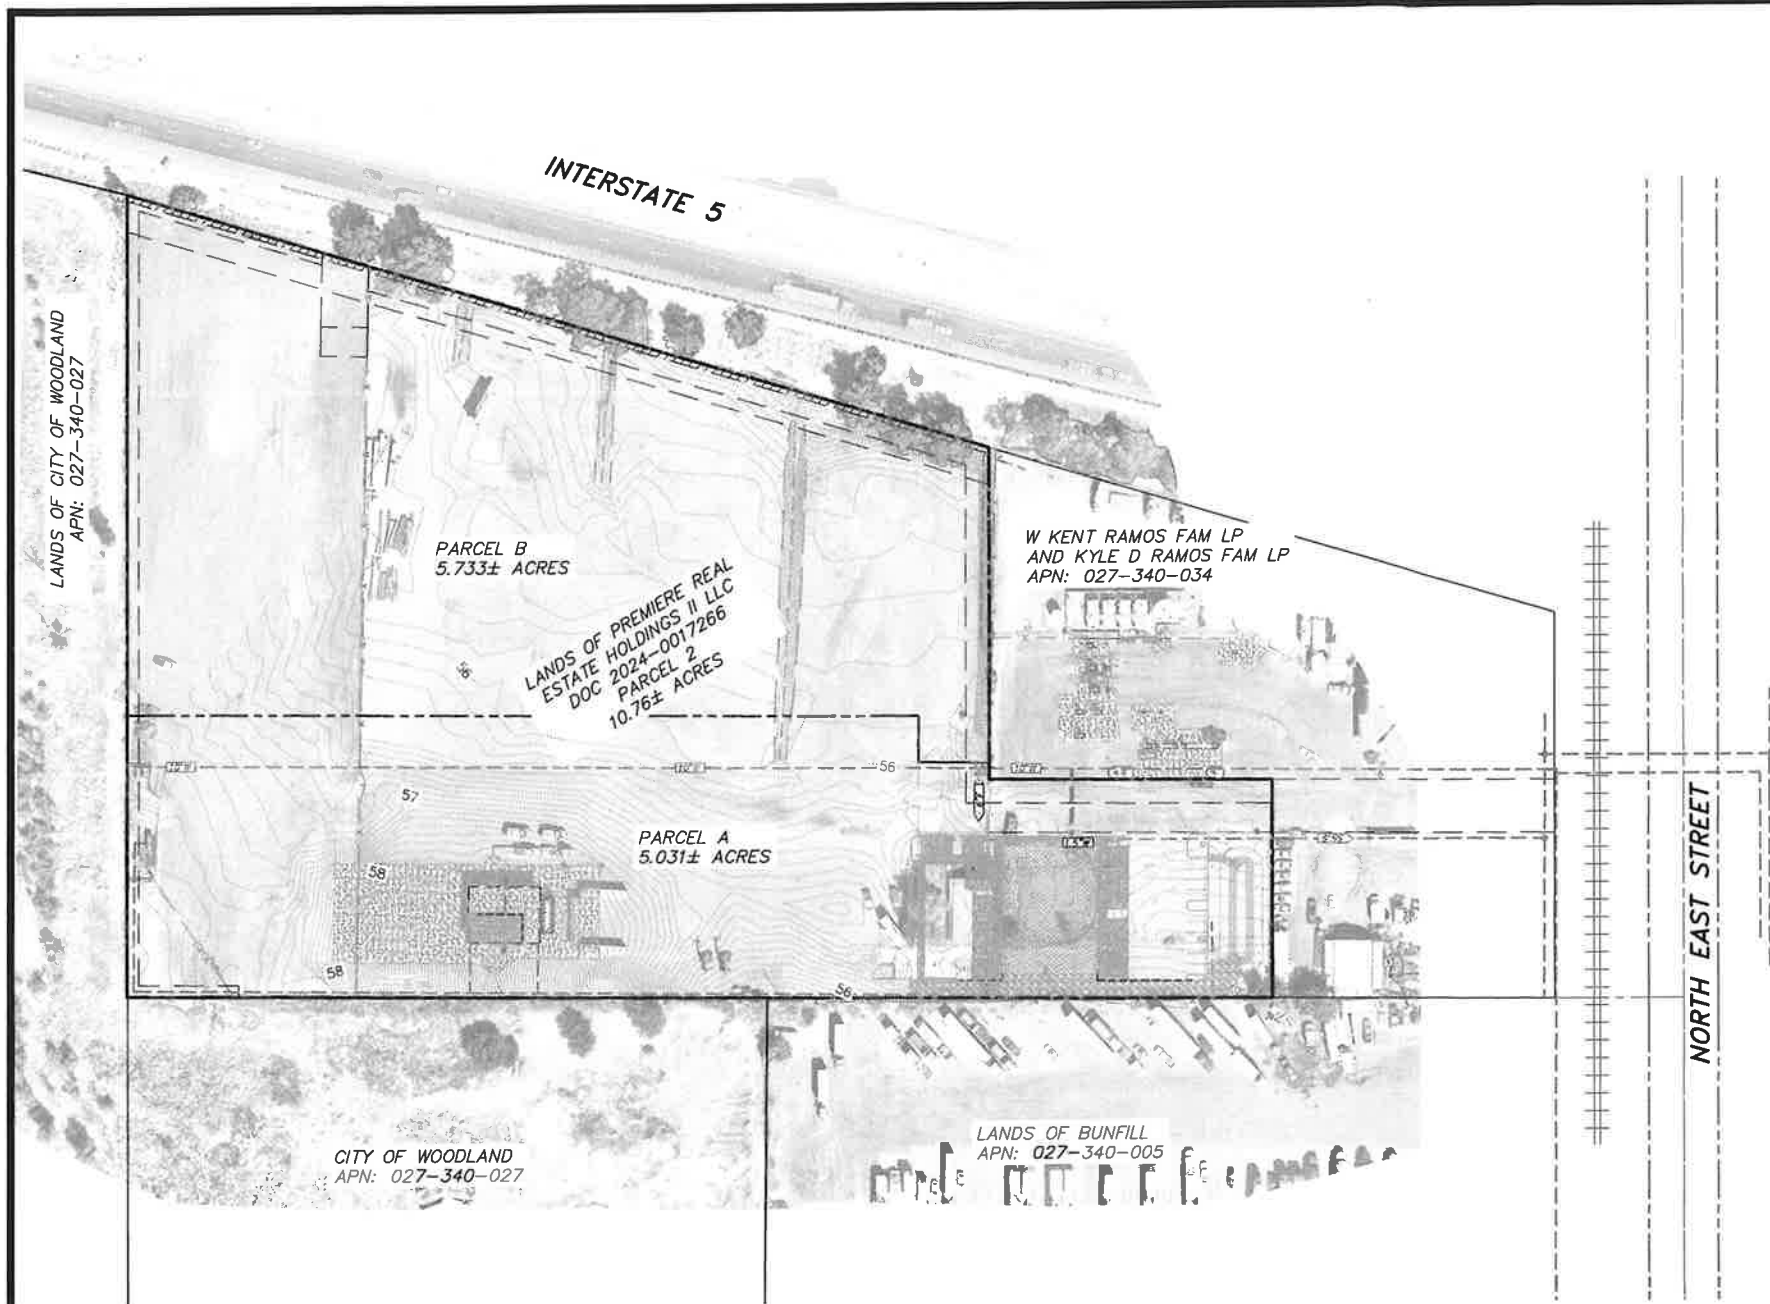 INTERSTATE 5
LANDS OF CITY OF WOODLAND
APN: 027-340-027
PARCEL B
5.733± ACRES
W KENT RAMOS FAM LP
AND KYLE D RAMOS FAM LP
APN: 027-340-034
LANDS OF PREMIERE REAL
ESTATE HOLDINGS II LLC
DOC 2024-0017266
PARCEL 2
10.76± ACRES
56
56
57
PARCEL A
5.031± ACRES
58
58
56
NORTH EAST STREET
CITY OF WOODLAND
APN: 027-340-027
LANDS OF BUNFILL
APN: 027-340-005